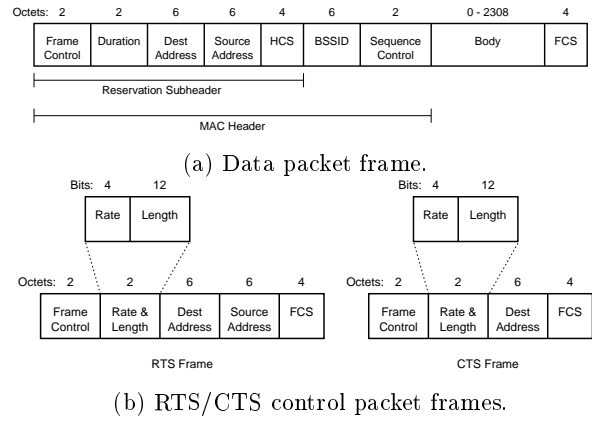 Octets: 2 2 6 6 4 6 2 0 - 2308 4
Frame Control Duration Dest Address Source Address HCS BSSID Sequence Control Body FCS
Reservation Subheader
MAC Header
(a) Data packet frame.
Bits: 4 12
Rate Length
Octets: 2 2 6 6 4
Frame Control Rate & Length Dest Address Source Address FCS
RTS Frame
Bits: 4 12
Rate Length
Octets: 2 2 6 4
Frame Control Rate & Length Dest Address FCS
CTS Frame
(b) RTS/CTS control packet frames.